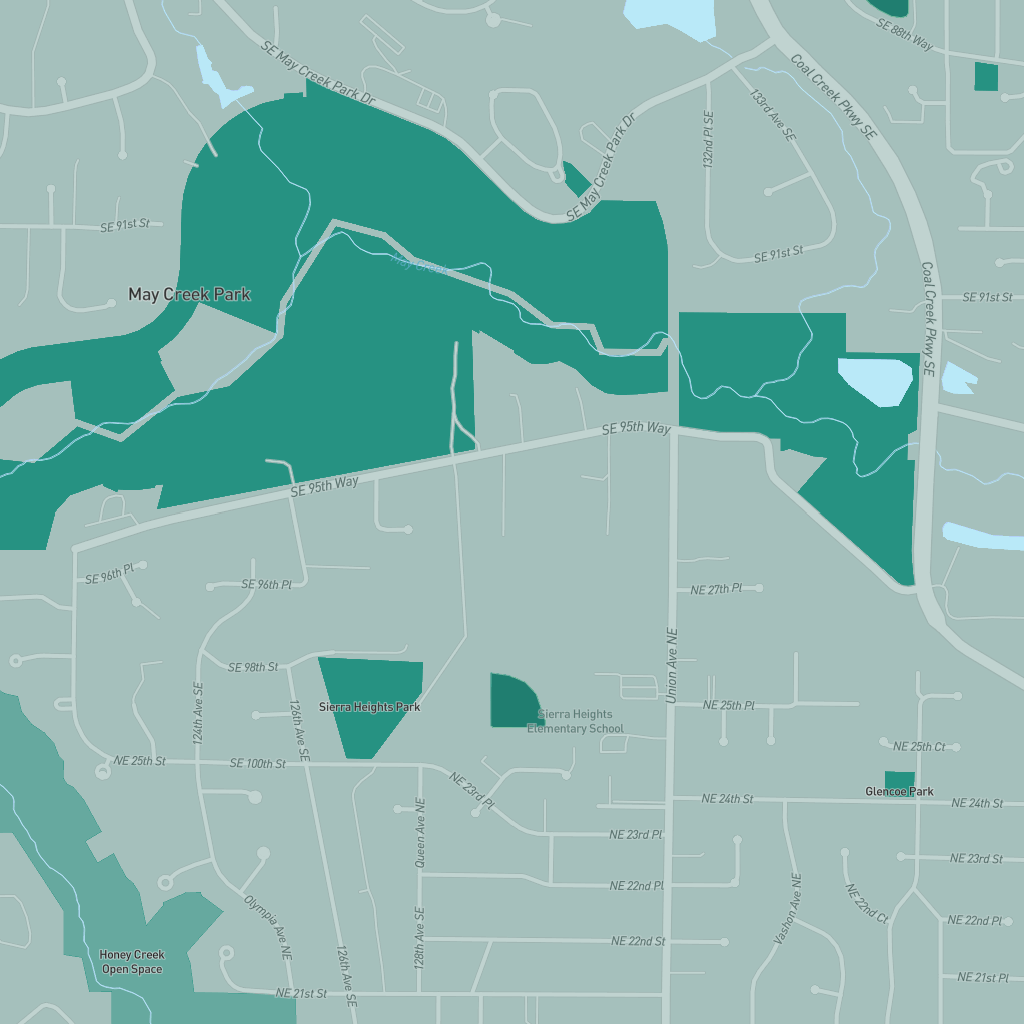 SE 88th Way
SE May Creek Park Dr
Coal Creek Pkwy SE
133rd Ave SE
132nd Pl SE
SE May Creek Park Dr
SE 91st St
SE 91st St
May Creek
Coal Creek Pkwy SE
May Creek Park
SE 91st St
SE 95th Way
SE 95th Way
SE 96th Pl
SE 96th Pl
NE 27th Pl
Union Ave NE
SE 98th St
124th Ave SE
126th Ave SE
Sierra Heights Park
NE 25th Pl
Sierra Heights
Elementary School
NE 25th Ct
NE 25th St
SE 100th St
NE 23rd Pl
Glencoe Park
NE 24th St
NE 24th St
Queen Ave NE
NE 23rd Pl
NE 23rd St
NE 22nd Pl
NE 22nd Ct
Vashon Ave NE
Olympia Ave NE
NE 22nd Pl
128th Ave SE
NE 22nd St
Honey Creek
Open Space
126th Ave SE
NE 21st Pl
NE 21st St